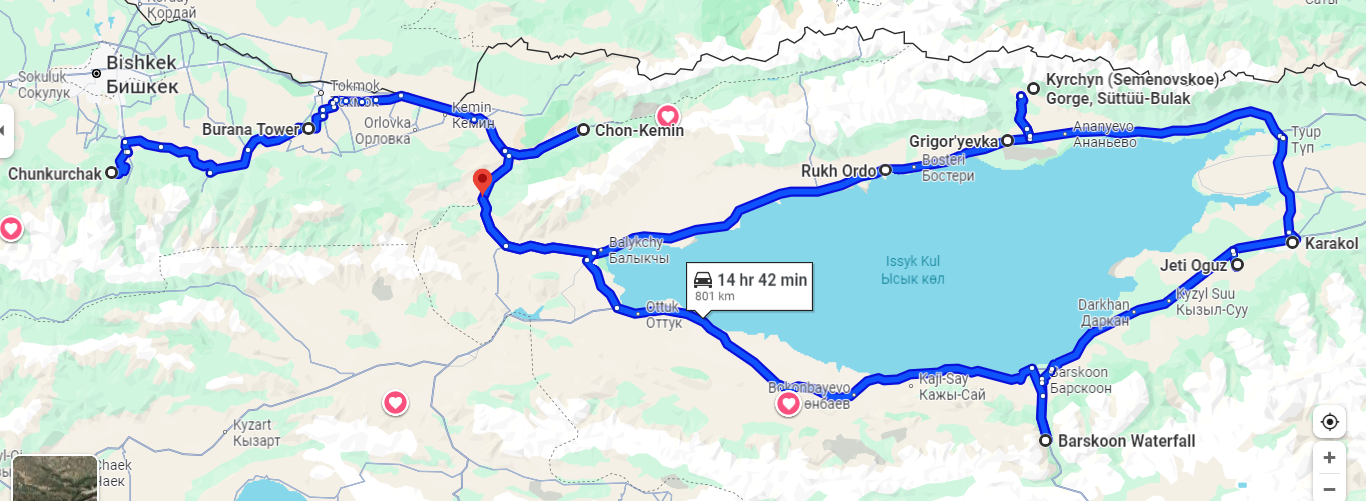 Кордай
Bishkek
Бишкек
Sokuluk
Сокулук
Tokmok
Токмок
Kemin
Кемин
Orlovka
Орловка
Burana Tower
Chunkurchak
Chon-Kemin
Kyrchyn (Semenovskoe)
Gorge, Süttüü-Bulak
Grigor'yevka
Ananyevo
Ананьево
Tyup
Түп
Rukh Ordo
Bosteri
Бостери
Balykchy
Балыкчы
Issyk Kul
Ысык көл
Karakol
Jeti Oguz
14 hr 42 min
801 km
Ottuk
Оттук
Kyzyl Suu
Кызыл-Суу
Darkhan
Даркан
Bokonbayevo
өнбаев
Kaji-Say
Кажы-Сай
Barskoon
Барскоон
Barskoon Waterfall
Kyzart
Кызарт
Chaek
Чаек